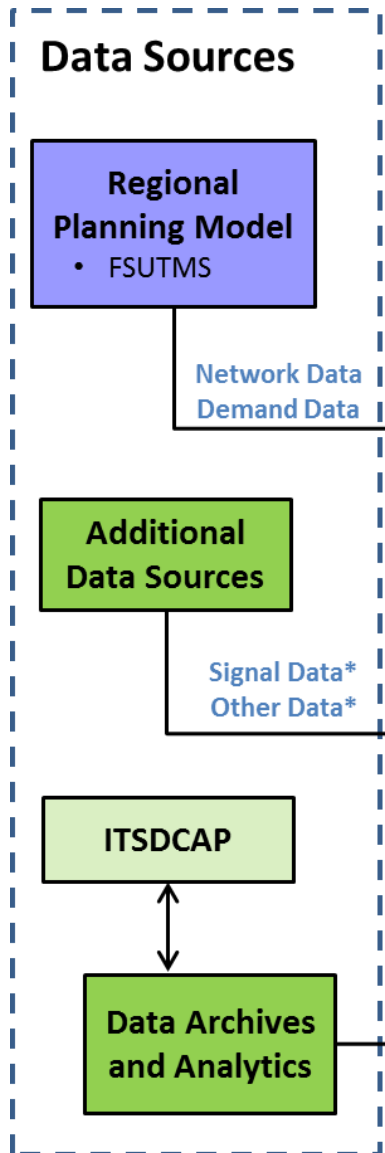 Data Sources
Regional
Planning Model
• FSUTMS
Network Data
Demand Data
Additional
Data Sources
Signal Data*
Other Data*
ITSDCAP
Data Archives
and Analytics